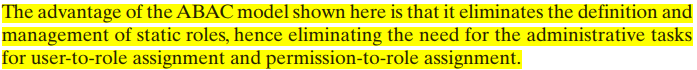 The advantage of the ABAC model shown here is that it eliminates the definition and
management of static roles, hence eliminating the need for the administrative tasks
for user-to-role assignment and permission-to-role assignment.